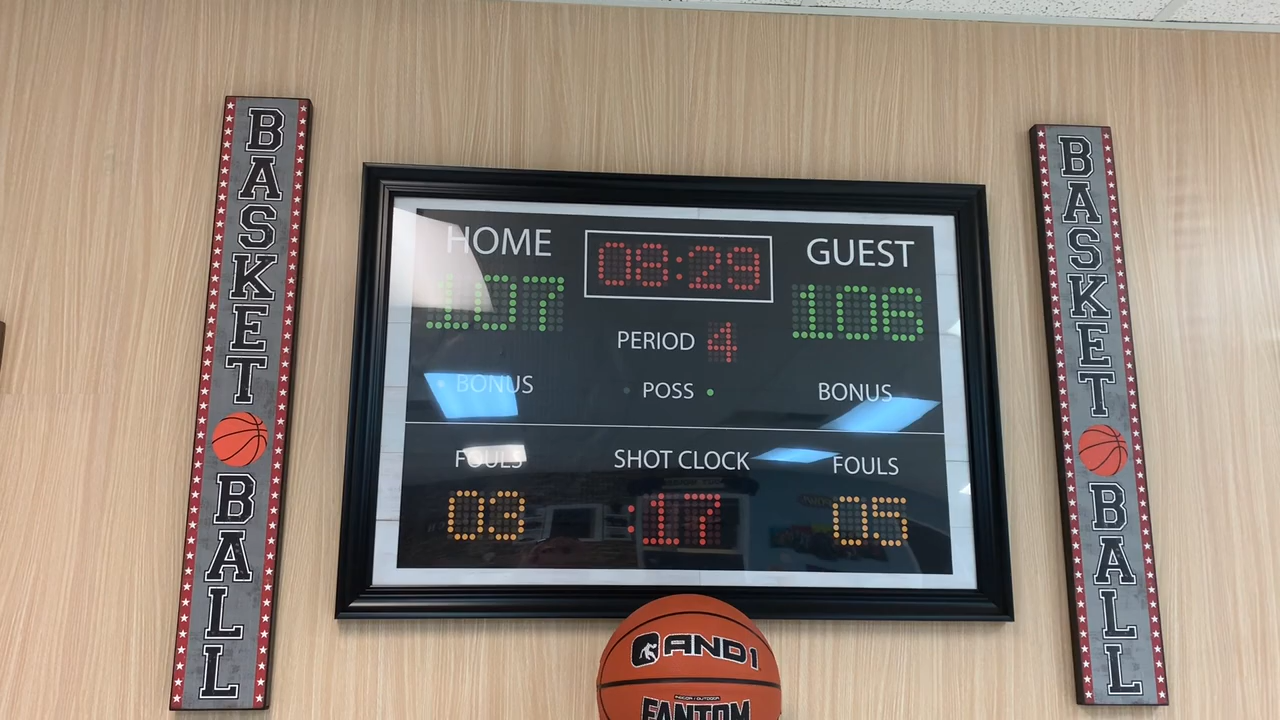 BASKETBALL
HOME
08:29
GUEST
107
106
PERIOD 4
BONUS
POSS
BONUS
FOULS
SHOT CLOCK
FOULS
03
:17
05
BASKETBALL
AND1
FANTOM